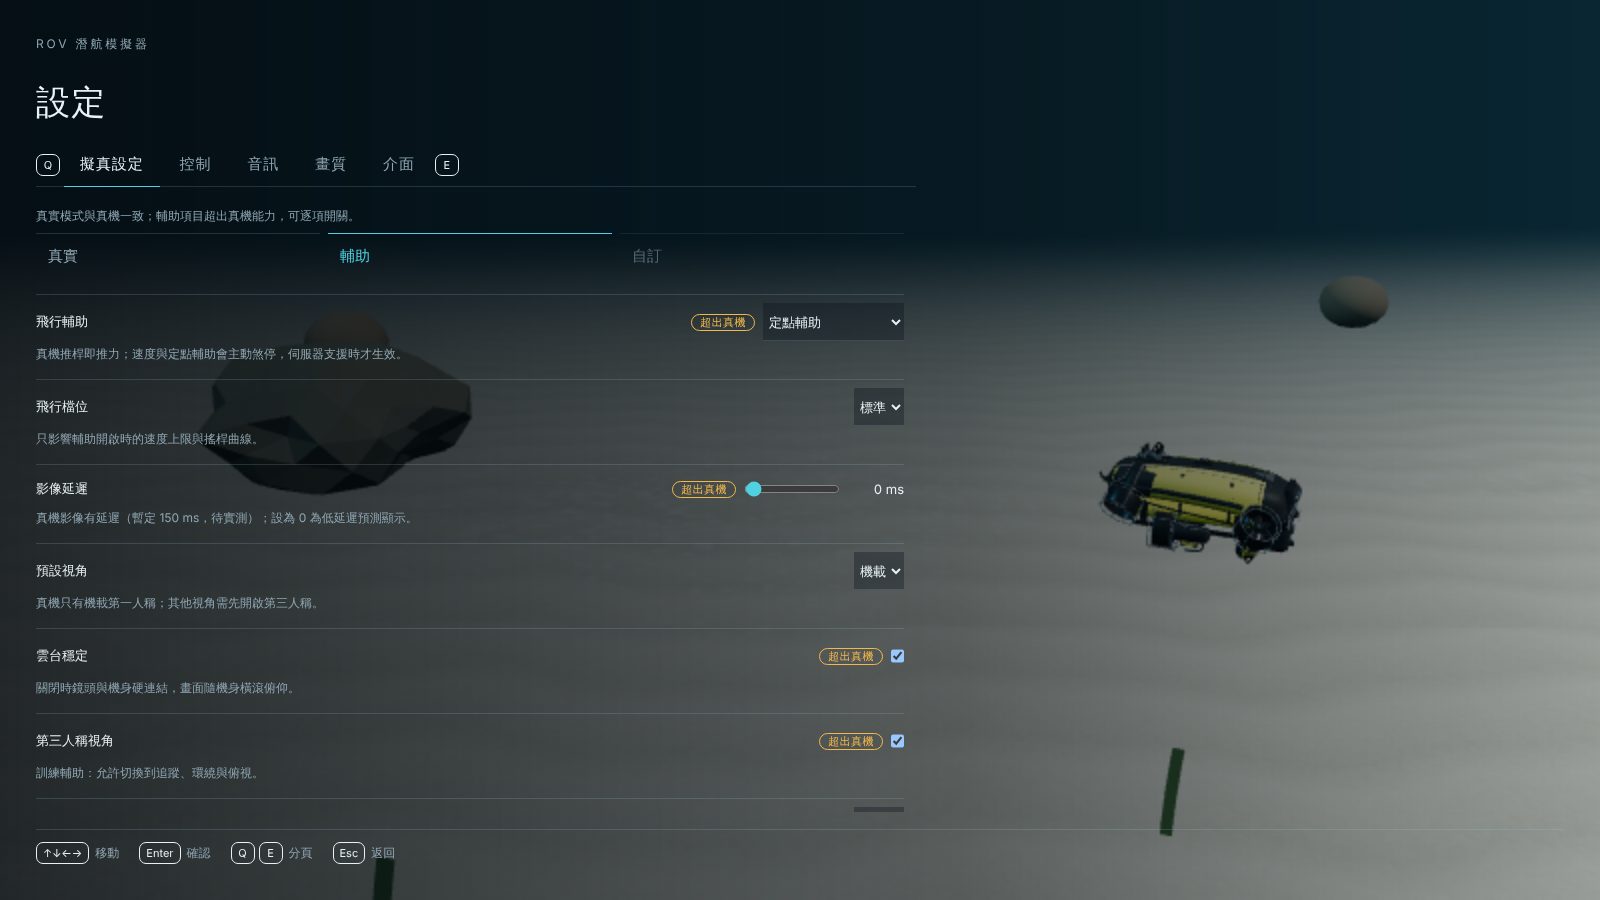 ROV 潛航模擬器
設定
Q 擬真設定 控制 音訊 畫質 介面 E
真實模式與真機一致；輔助項目超出真機能力，可逐項開關。
真實 輔助 自訂
飛行輔助 超出真機 定點輔助
真機推桿即推力；速度與定點輔助會主動煞停，伺服器支援時才生效。
飛行檔位 標準
只影響輔助開啟時的速度上限與搖桿曲線。
影像延遲 超出真機 0 ms
真機影像有延遲（暫定 150 ms，待實測）；設為 0 為低延遲預測顯示。
預設視角 機載
真機只有機載第一人稱；其他視角需先開啟第三人稱。
雲台穩定 超出真機
關閉時鏡頭與機身硬連結，畫面隨機身橫滾俯仰。
第三人稱視角 超出真機
訓練輔助：允許切換到追蹤、環繞與俯視。
↑↓←→ 移動 Enter 確認 Q E 分頁 Esc 返回